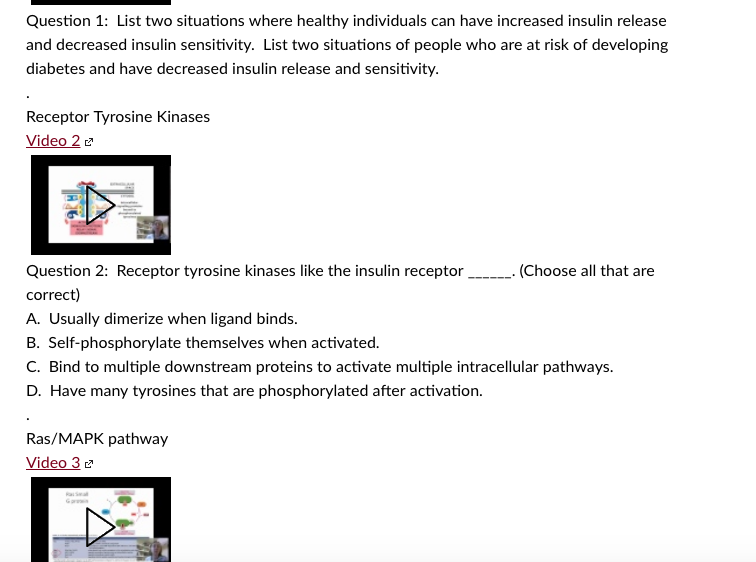 Question 1:  List two situations where healthy individuals can have increased insulin release
and decreased insulin sensitivity.  List two situations of people who are at risk of developing
diabetes and have decreased insulin release and sensitivity.
.
Receptor Tyrosine Kinases
Video 2
Question 2:  Receptor tyrosine kinases like the insulin receptor ______. (Choose all that are
correct)
A.  Usually dimerize when ligand binds.
B.  Self-phosphorylate themselves when activated.
C.  Bind to multiple downstream proteins to activate multiple intracellular pathways.
D.  Have many tyrosines that are phosphorylated after activation.
.
Ras/MAPK pathway
Video 3
Ras Small
G protein